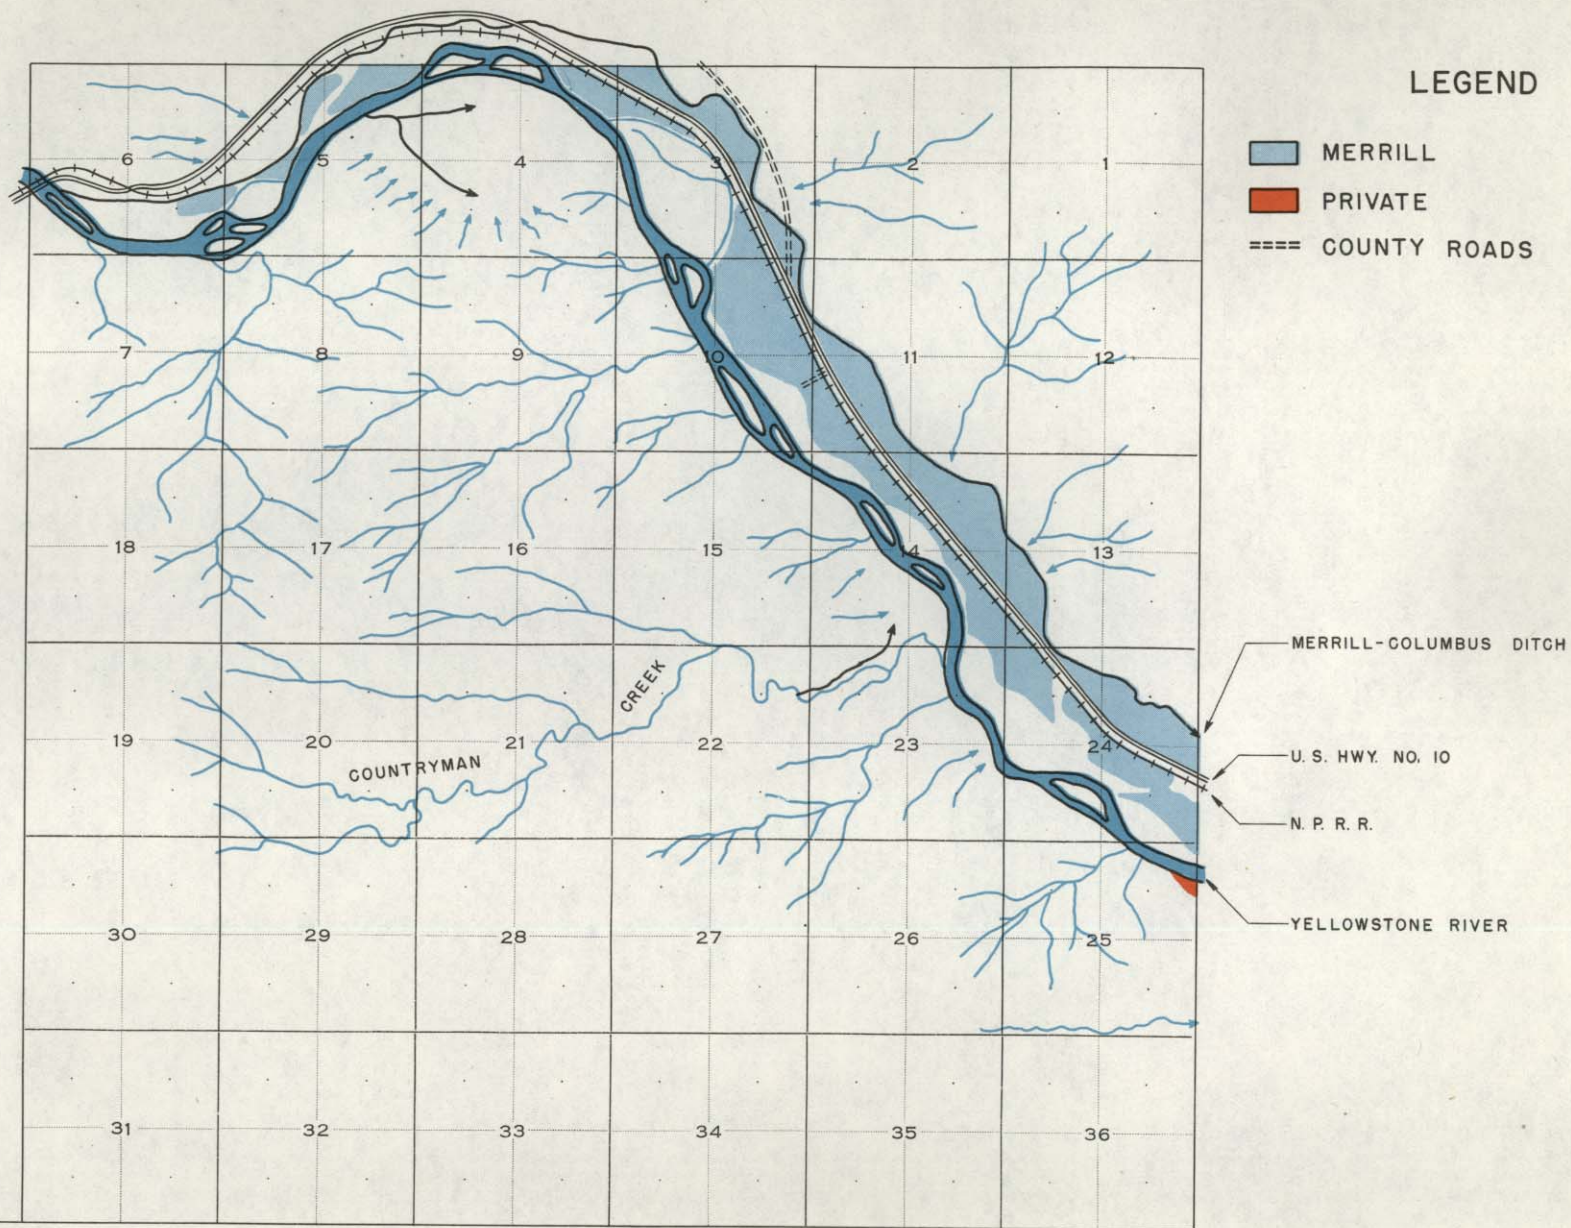 LEGEND
MERRILL
PRIVATE
==== COUNTY ROADS
6 5 4 3 2 1
7 8 9 10 11 12
18 17 16 15 14 13
MERRILL-COLUMBUS DITCH
CREEK
19 20 21 22 23 24
COUNTRYMAN
U. S. HWY. NO. 10
N. P. R. R.
YELLOWSTONE RIVER
30 29 28 27 26 25
31 32 33 34 35 36